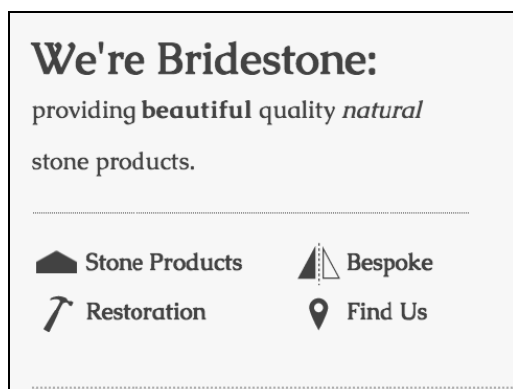 We're Bridestone:
providing beautiful quality natural
stone products.
Stone Products
Bespoke
Restoration
Find Us